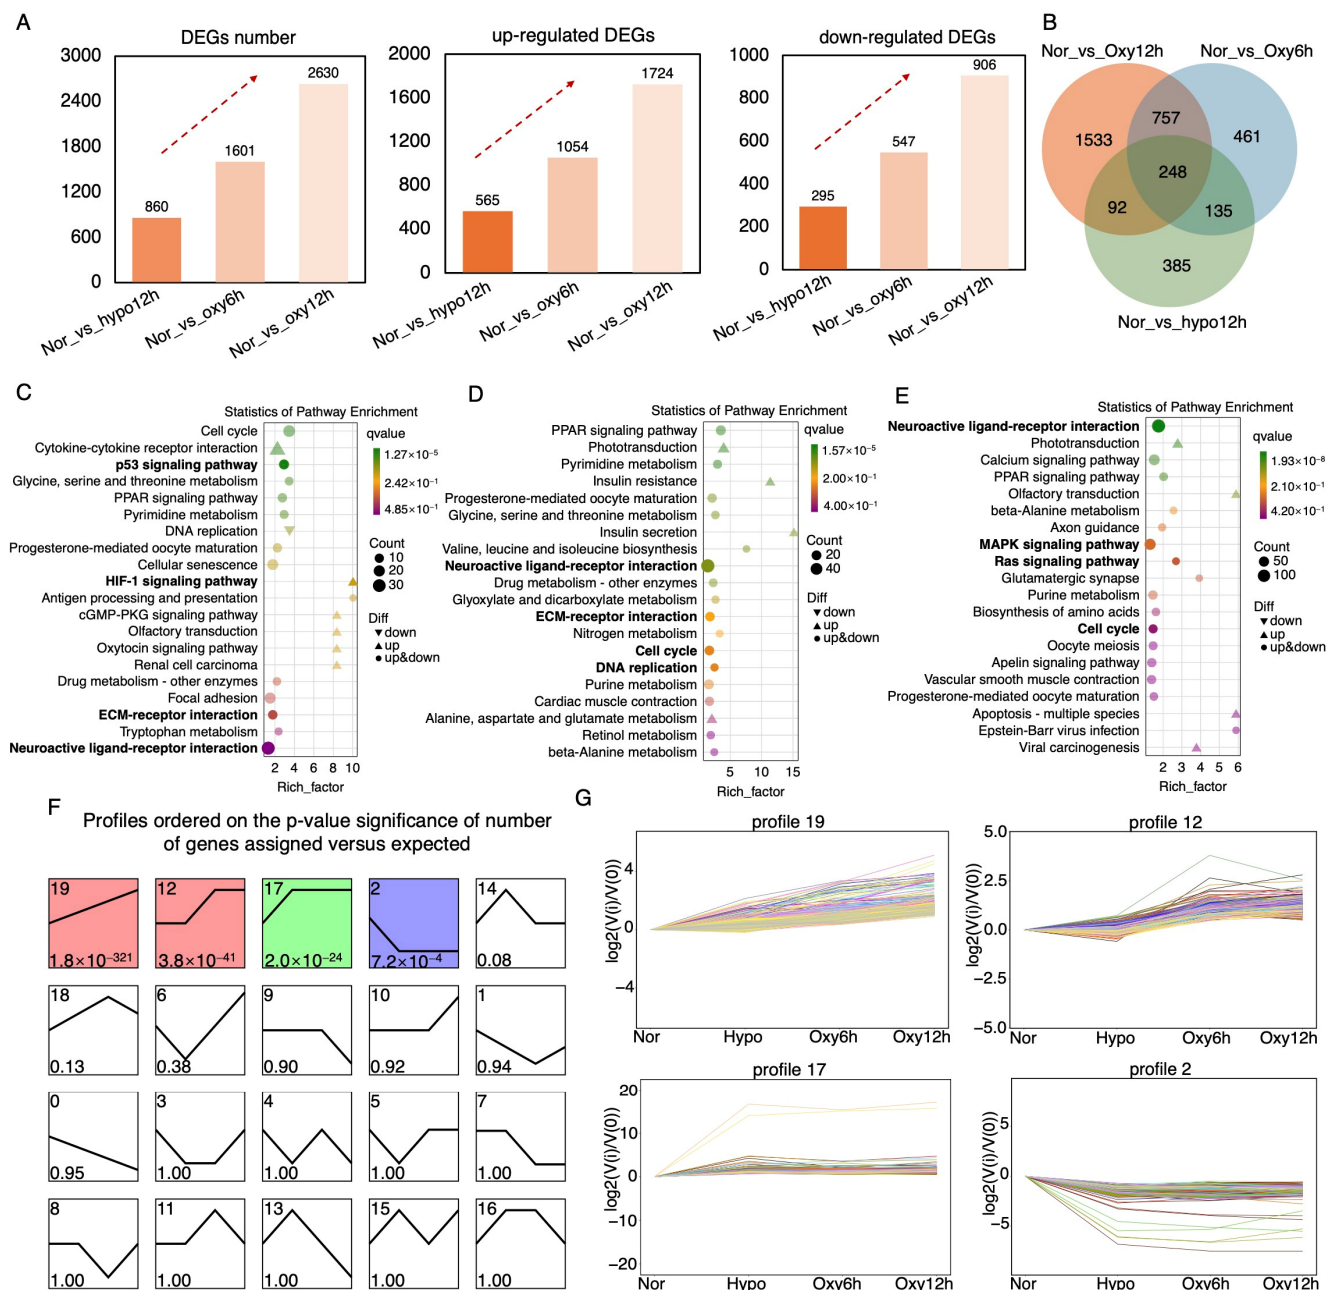 A
DEGs number
3000
2400
1800
1200
600
0
860
1601
2630
Nor_vs_hypo12h
Nor_vs_oxy6h
Nor_vs_oxy12h
up-regulated DEGs
2000
1600
1200
800
400
0
565
1054
1724
Nor_vs_hypo12h
Nor_vs_oxy6h
Nor_vs_oxy12h
down-regulated DEGs
1000
800
600
400
200
0
295
547
906
Nor_vs_hypo12h
Nor_vs_oxy6h
Nor_vs_oxy12h
B
Nor_vs_Oxy12h
Nor_vs_Oxy6h
757
1533
461
248
92
135
385
Nor_vs_hypo12h
C
Statistics of Pathway Enrichment
Cell cycle
Cytokine-cytokine receptor interaction
p53 signaling pathway
Glycine, serine and threonine metabolism
PPAR signaling pathway
Pyrimidine metabolism
DNA replication
Progesterone-mediated oocyte maturation
Cellular senescence
HIF-1 signaling pathway
Antigen processing and presentation
cGMP-PKG signaling pathway
Olfactory transduction
Oxytocin signaling pathway
Renal cell carcinoma
Drug metabolism - other enzymes
Focal adhesion
ECM-receptor interaction
Tryptophan metabolism
Neuroactive ligand-receptor interaction
2 4 6 8 10
Rich_factor
qvalue
1.27×10⁻⁵
2.42×10⁻¹
4.85×10⁻¹
Count
10
20
30
Diff
down
up
up&down
D
Statistics of Pathway Enrichment
PPAR signaling pathway
Phototransduction
Pyrimidine metabolism
Insulin resistance
Progesterone-mediated oocyte maturation
Glycine, serine and threonine metabolism
Insulin secretion
Valine, leucine and isoleucine biosynthesis
Neuroactive ligand-receptor interaction
Drug metabolism - other enzymes
Glyoxylate and dicarboxylate metabolism
ECM-receptor interaction
Nitrogen metabolism
Cell cycle
DNA replication
Purine metabolism
Cardiac muscle contraction
Alanine, aspartate and glutamate metabolism
Retinol metabolism
beta-Alanine metabolism
5 10 15
Rich_factor
qvalue
1.57×10⁻⁵
2.00×10⁻¹
4.00×10⁻¹
Count
20
40
Diff
down
up
up&down
E
Statistics of Pathway Enrichment
Neuroactive ligand-receptor interaction
Phototransduction
Calcium signaling pathway
PPAR signaling pathway
Olfactory transduction
beta-Alanine metabolism
Axon guidance
MAPK signaling pathway
Ras signaling pathway
Glutamatergic synapse
Purine metabolism
Biosynthesis of amino acids
Cell cycle
Oocyte meiosis
Apelin signaling pathway
Vascular smooth muscle contraction
Progesterone-mediated oocyte maturation
Apoptosis - multiple species
Epstein-Barr virus infection
Viral carcinogenesis
2 3 4 5 6
Rich_factor
qvalue
1.93×10⁻⁸
2.10×10⁻¹
4.20×10⁻¹
Count
50
100
Diff
down
up
up&down
F
Profiles ordered on the p-value significance of number
of genes assigned versus expected
19 12 17 2 14
1.8×10⁻³²¹ 3.8×10⁻⁴¹ 2.0×10⁻²⁴ 7.2×10⁻⁴ 0.08
18 6 9 10 1
0.13 0.38 0.90 0.92 0.94
0 3 4 5 7
0.95 1.00 1.00 1.00 1.00
8 11 13 15 16
1.00 1.00 1.00 1.00 1.00
G
profile 19
log2(V(i)/V(0))
4
0
−4
Nor Hypo Oxy6h Oxy12h
profile 12
log2(V(i)/V(0))
5.0
2.5
0.0
−2.5
−5.0
Nor Hypo Oxy6h Oxy12h
profile 17
log2(V(i)/V(0))
20
10
0
−10
−20
Nor Hypo Oxy6h Oxy12h
profile 2
log2(V(i)/V(0))
5
0
−5
Nor Hypo Oxy6h Oxy12h